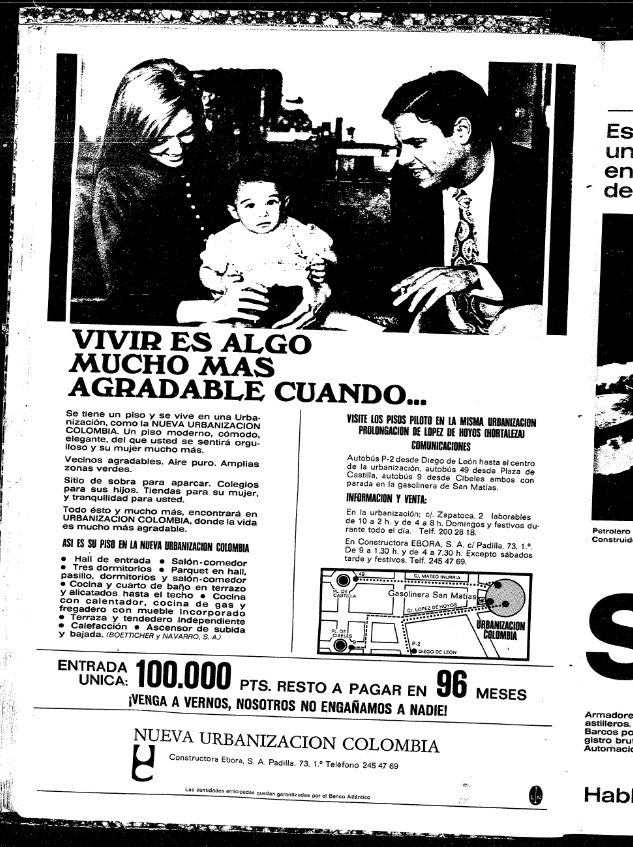 VIVIR ES ALGO
MUCHO MAS
AGRADABLE CUANDO...
Se tiene un piso y se vive en una Urba-
nización, como la NUEVA URBANIZACION
COLOMBIA. Un piso moderno, cómodo,
elegante, del que usted se sentirá orgu-
lloso y su mujer mucho más.
Vecinos agradables. Aire puro. Amplias
zonas verdes.
Sitio de sobra para aparcar. Colegios
para sus hijos. Tiendas para su mujer,
y tranquilidad para usted.
Todo ésto y mucho más, encontrará en
URBANIZACION COLOMBIA, donde la vida
es mucho más agradable.
ASI ES SU PISO EN LA NUEVA URBANIZACION COLOMBIA
● Hall de entrada ● Salón-comedor
● Tres dormitorios ● Parquet en hall,
pasillo, dormitorios y salón-comedor
● Cocina y cuarto de baño en terrazo
y alicatados hasta el techo ● Cocina
con calentador, cocina de gas y
fregadero con mueble incorporado
● Terraza y tendedero independiente
● Calefacción ● Ascensor de subida
y bajada. (BOETTICHER y NAVARRO, S. A.)
VISITE LOS PISOS PILOTO EN LA MISMA URBANIZACION
PROLONGACION DE LOPEZ DE HOYOS (HORTALEZA)
COMUNICACIONES
Autobús P-2 desde Diego de León hasta el centro
de la urbanización, autobús 49 desde Plaza de
Castilla, autobús 9 desde Cibeles ambos con
parada en la gasolinera de San Matías.
INFORMACION Y VENTA:
En la urbanización; c/. Zapatoca, 2 laborables
de 10 a 2 h. y de 4 a 8 h. Domingos y festivos du-
rante todo el día. Telf. 200 28 18.
En Constructora EBORA, S. A. c/ Padilla, 73, 1.º.
De 9 a 1,30 h. y de 4 a 7,30 h. Excepto sábados
tarde y festivos. Telf. 245 47 69.
49
C/. MATEO INURRIA
PL. DE
CASTILLA
Gasolinera San Matías
C/. LOPEZ DE HOYOS
URBANIZACION
COLOMBIA
PL. DE
CIBELES
P-2
DIEGO DE LEON
ENTRADA
UNICA: 100.000 PTS. RESTO A PAGAR EN 96 MESES
¡VENGA A VERNOS, NOSOTROS NO ENGAÑAMOS A NADIE!
NUEVA URBANIZACION COLOMBIA
Constructora Ebora, S. A. Padilla, 73, 1.º Teléfono 245 47 69
Las cantidades anticipadas quedan garantizadas por el Banco Atlántico
Es
un
en
de
Petrolero
Construid
S
Armadore
astilleros.
Barcos po
gistro bru
Automació
Habl